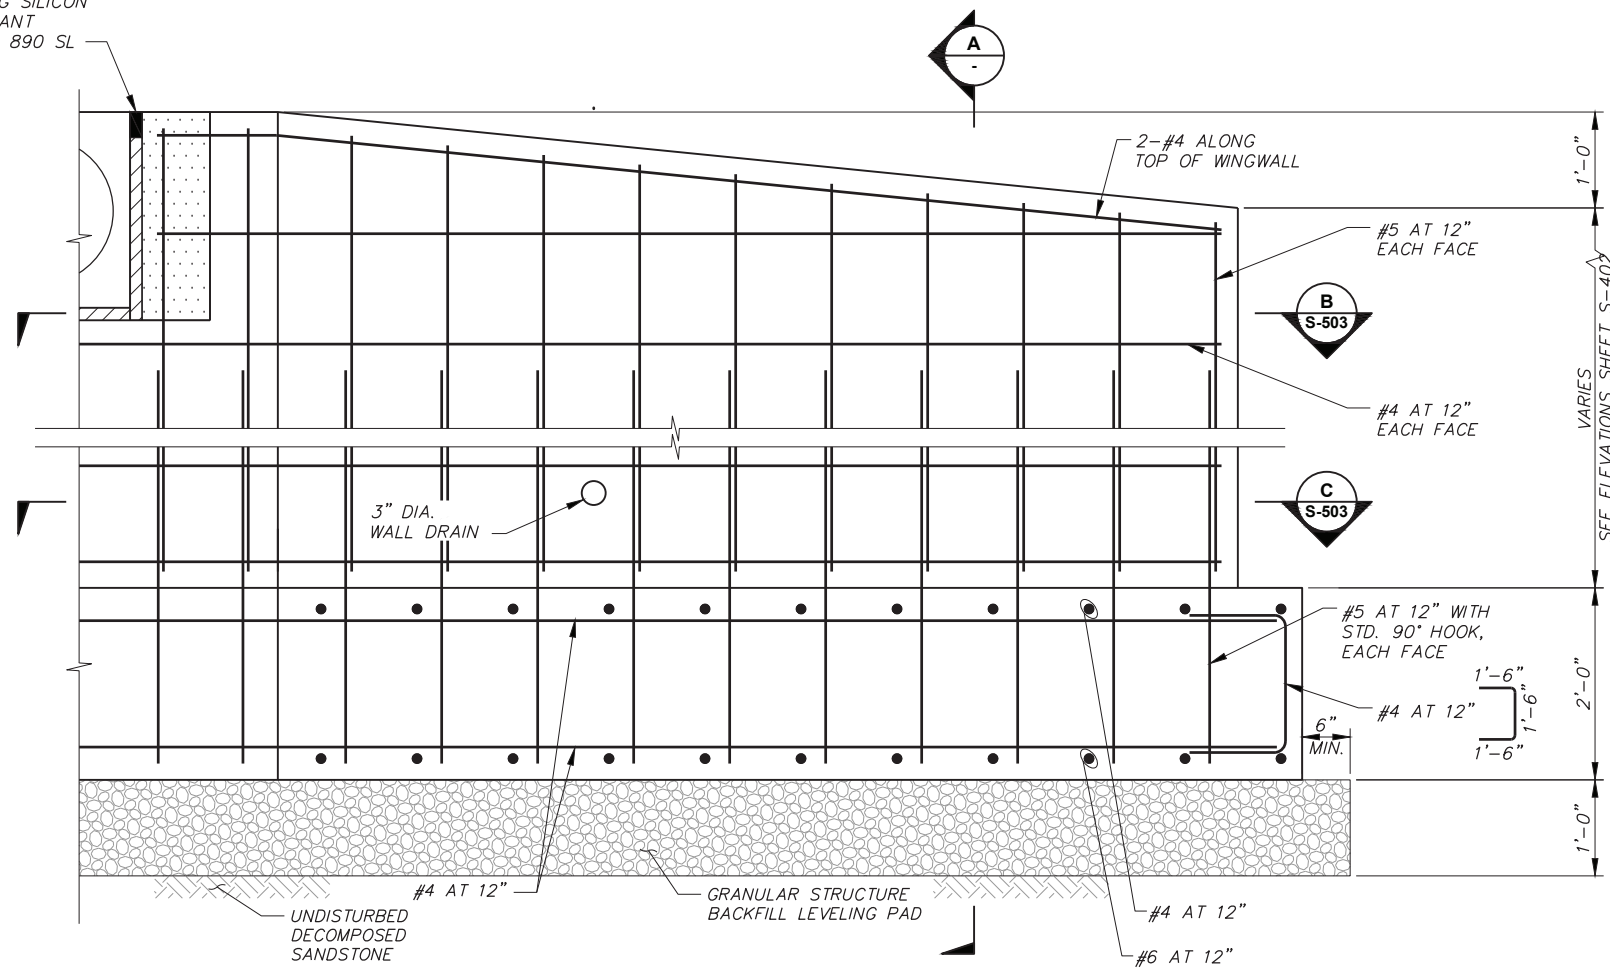 G SILICON
ANT
890 SL
A
-
2-#4 ALONG
TOP OF WINGWALL
1'-0"
#5 AT 12"
EACH FACE
B
S-503
#4 AT 12"
EACH FACE
VARIES
SEE ELEVATIONS SHEET S-402
3" DIA.
WALL DRAIN
C
S-503
#5 AT 12" WITH
STD. 90° HOOK,
EACH FACE
#4 AT 12"
1'-6"
1'-6"
1'-6"
6"
MIN.
2'-0"
1'-0"
#4 AT 12"
GRANULAR STRUCTURE
BACKFILL LEVELING PAD
UNDISTURBED
DECOMPOSED
SANDSTONE
#4 AT 12"
#6 AT 12"